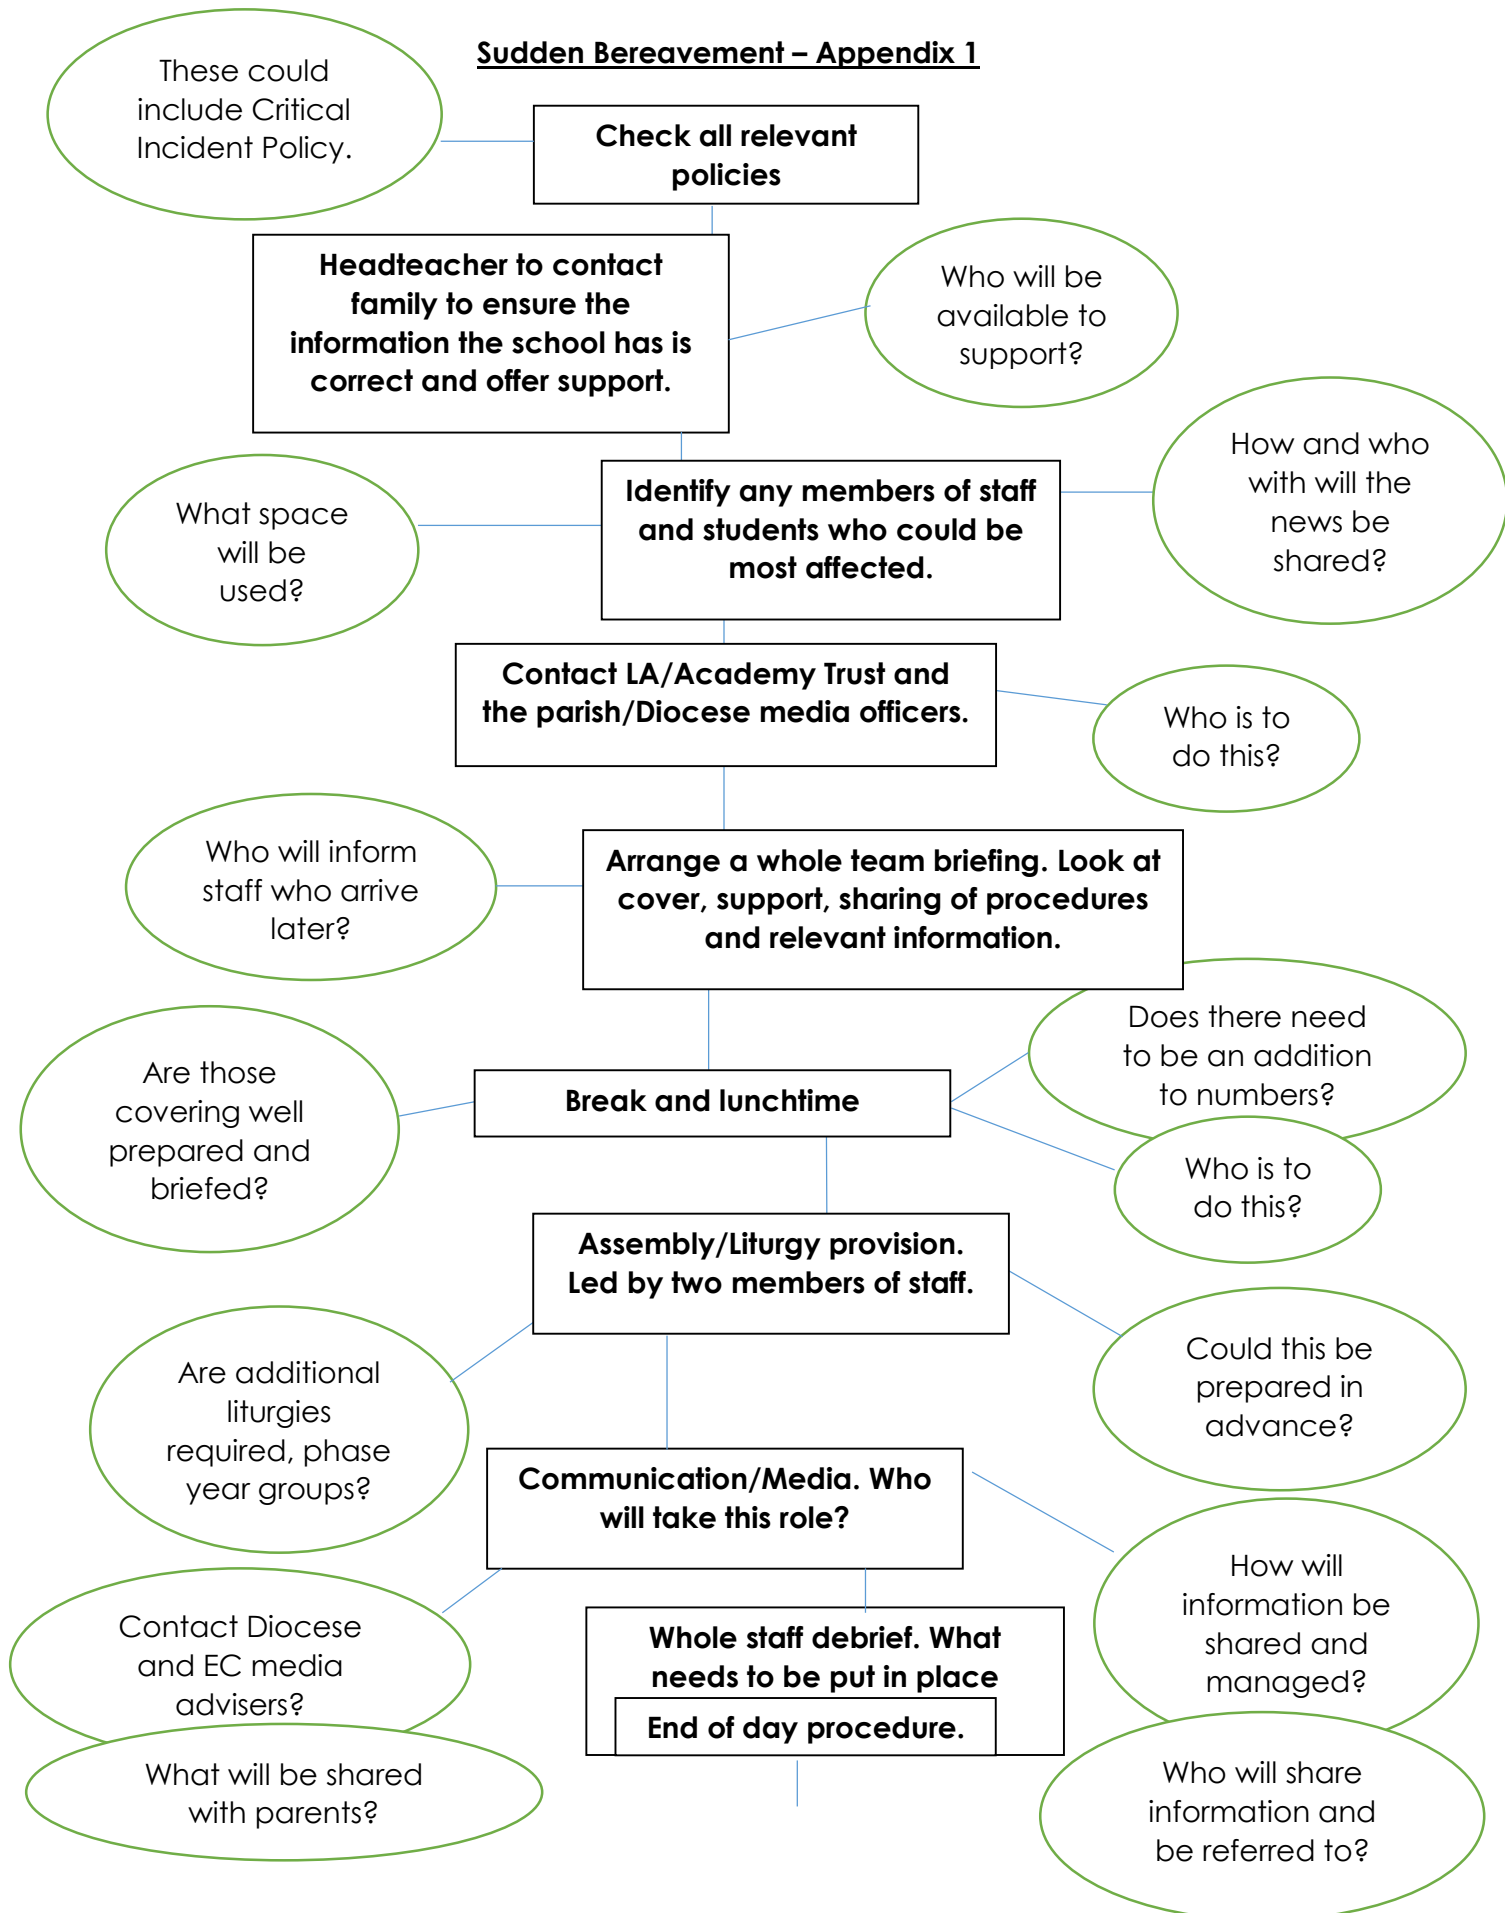 Sudden Bereavement – Appendix 1
These could
include Critical
Incident Policy.
Check all relevant
policies
Headteacher to contact
family to ensure the
information the school has is
correct and offer support.
Who will be
available to
support?
How and who
with will the
news be
shared?
What space
will be
used?
Identify any members of staff
and students who could be
most affected.
Contact LA/Academy Trust and
the parish/Diocese media officers.
Who is to
do this?
Who will inform
staff who arrive
later?
Arrange a whole team briefing. Look at
cover, support, sharing of procedures
and relevant information.
Does there need
to be an addition
to numbers?
Are those
covering well
prepared and
briefed?
Break and lunchtime
Who is to
do this?
Assembly/Liturgy provision.
Led by two members of staff.
Could this be
prepared in
advance?
Are additional
liturgies
required, phase
year groups?
Communication/Media. Who
will take this role?
How will
information be
shared and
managed?
Contact Diocese
and EC media
advisers?
Whole staff debrief. What
needs to be put in place
End of day procedure.
What will be shared
with parents?
Who will share
information and
be referred to?